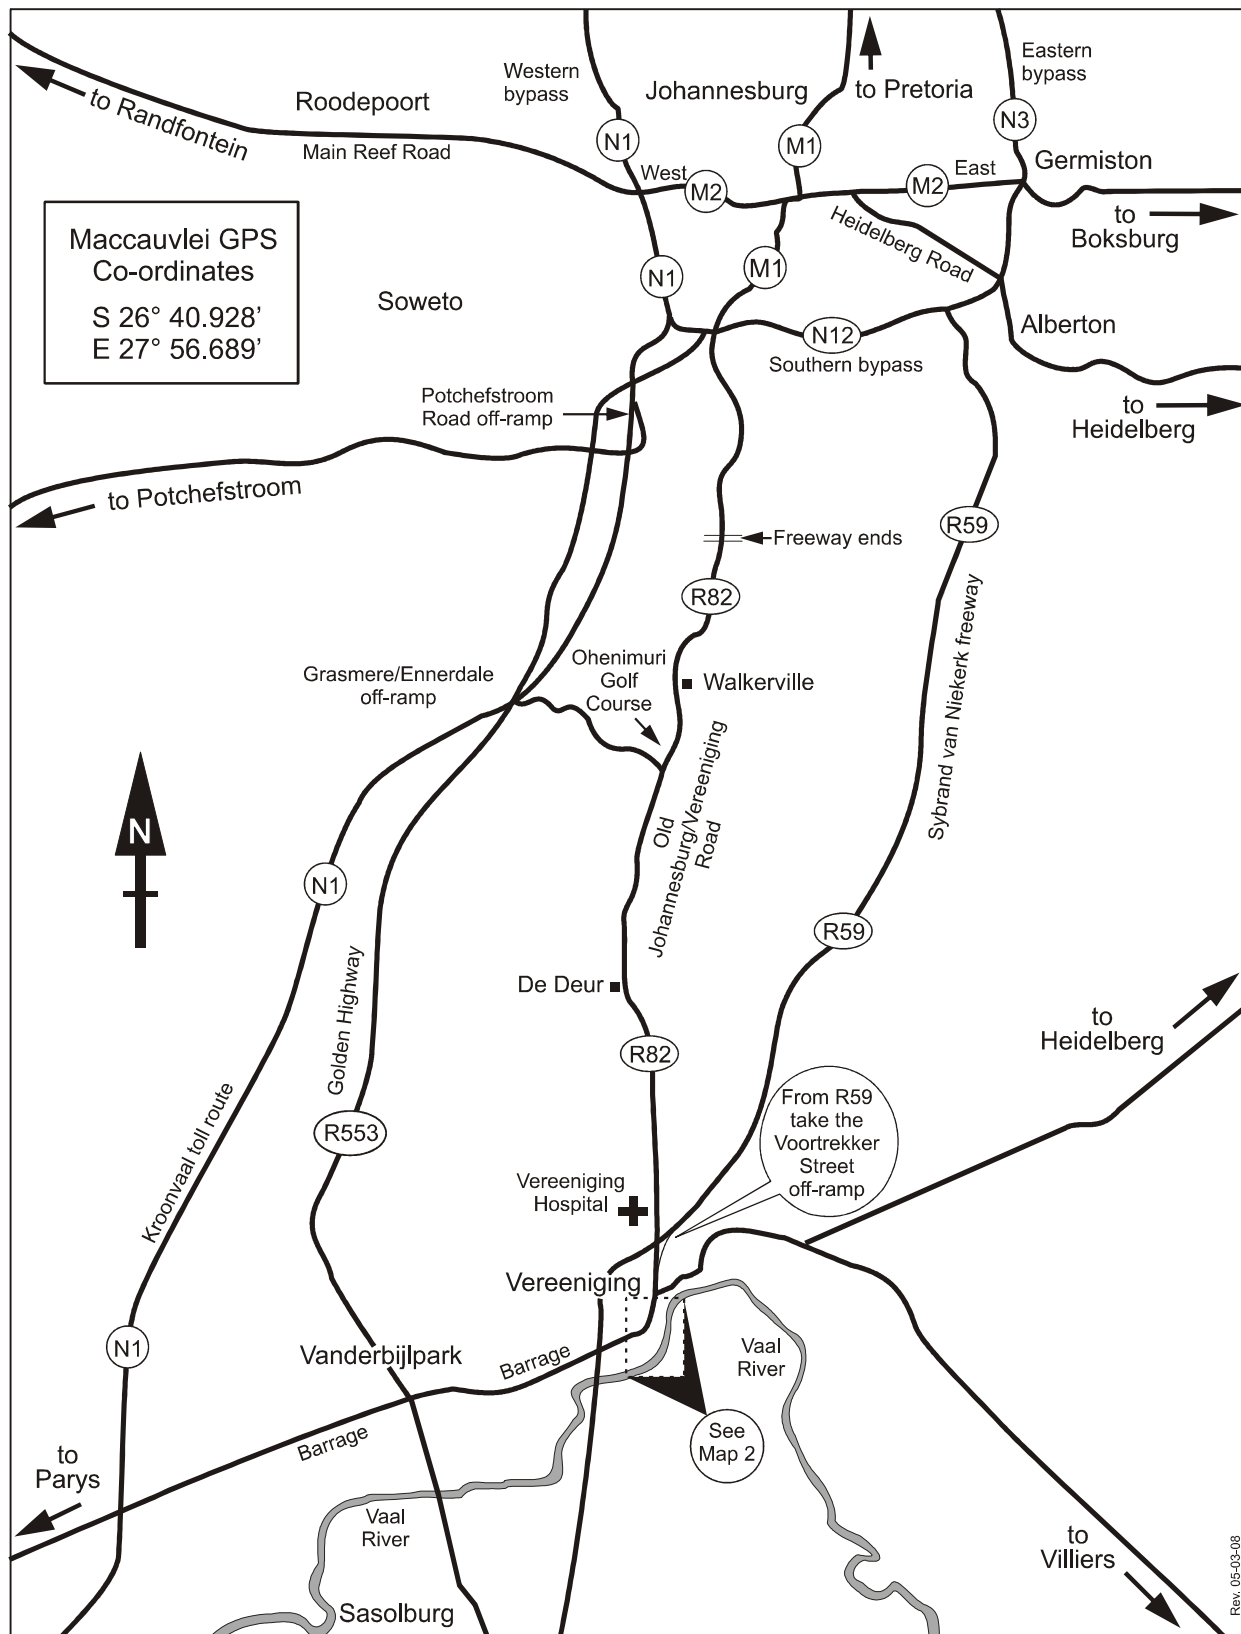 Western
bypass
Johannesburg
to Pretoria
Eastern
bypass
to Randfontein
Roodepoort
Main Reef Road
N1
M1
N3
West
M2
M2
East
Germiston
to
Boksburg
Heidelberg Road
Maccauvlei GPS
Co-ordinates
S 26° 40.928’
E 27° 56.689’
Soweto
N1
M1
N12
Southern bypass
Alberton
to
Heidelberg
Potchefstroom
Road off-ramp
to Potchefstroom
Freeway ends
R59
R82
Sybrand van Niekerk freeway
Grasmere/Ennerdale
off-ramp
Ohenimuri
Golf
Course
Walkerville
Old
Johannesburg/Vereeniging
Road
N
N1
R59
De Deur
Golden Highway
R82
to
Heidelberg
Kroonvaal toll route
R553
From R59
take the
Voortrekker
Street
off-ramp
Vereeniging
Hospital
Vereeniging
N1
Vanderbijlpark
Barrage
Vaal
River
See
Map 2
Barrage
to
Parys
Vaal
River
to
Villiers
Sasolburg
Rev. 05-03-08